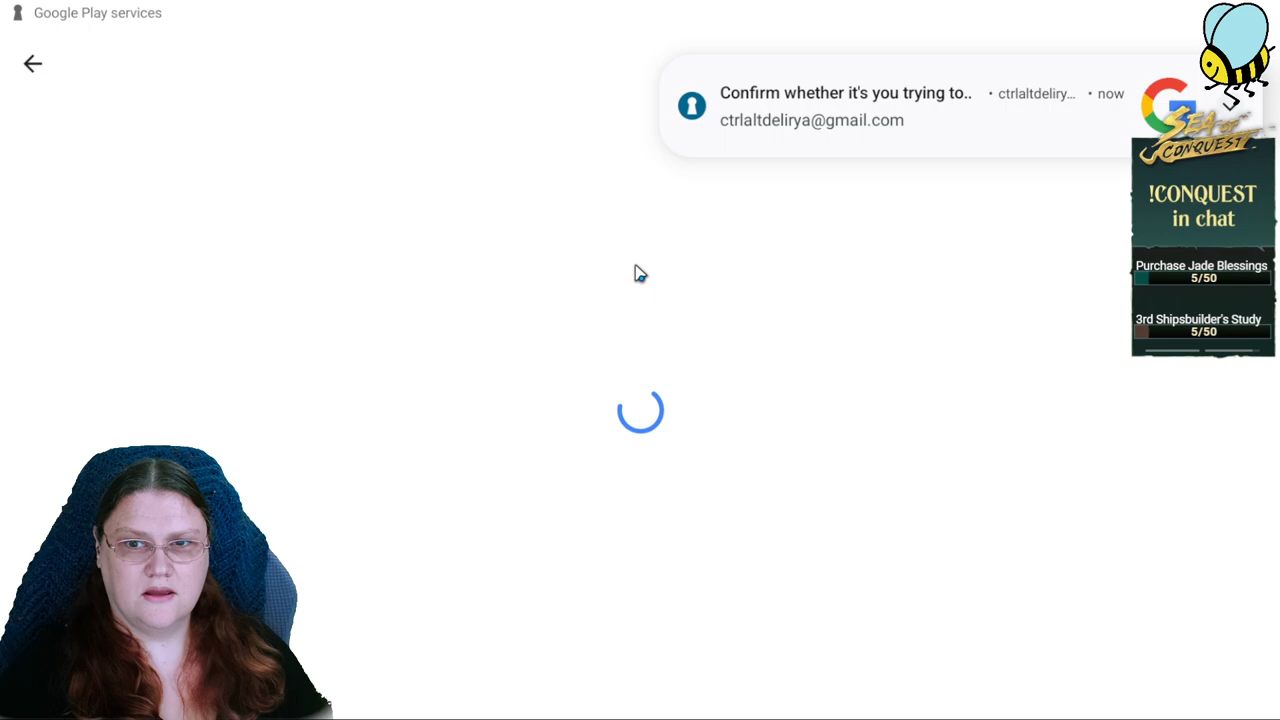 Google Play services
Confirm whether it's you trying to.. • ctrlaltdeliry... • now
ctrlaltdelirya@gmail.com
SEA OF
CONQUEST
!CONQUEST
in chat
Purchase Jade Blessings
5/50
3rd Shipsbuilder's Study
5/50